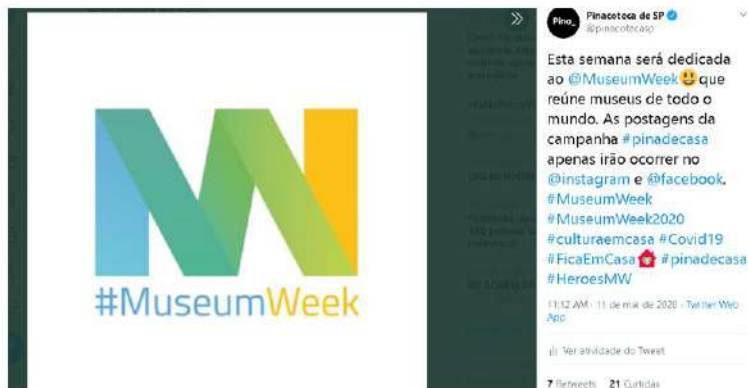 #MuseumWeek
Pina_
Pinacoteca de SP
@pinacotecasp
Esta semana será dedicada
ao @MuseumWeek😃que
reúne museus de todo o
mundo. As postagens da
campanha #pinadecasa
apenas irão ocorrer no
@instagram e @facebook.
#MuseumWeek
#MuseumWeek2020
#culturaemcasa #Covid19
#FicaEmCasa🏠 #pinadecasa
#HeroesMW
11:12 AM · 11 de mai de 2020 · Twitter Web
App
Ver atividade do Tweet
7 Retweets 21 Curtidas